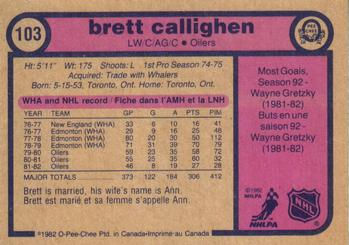 103
brett callighen
LW/C/AG/C ● Oilers
O PEE CHEE
Ht: 5'11" Wt: 175 Shoots: L 1st Pro Season 74-75
Acquired: Trade with Whalers
Born: 5-15-53, Toronto, Ont. Home: Toronto, Ont.
WHA and NHL record / Fiche dans l'AMH et la LNH
YEAR TEAM GP G A PTS PIM
76-77 New England (WHA) 33 6 10 16 41
76-77 Edmonton (WHA) 29 9 16 25 48
77-78 Edmonton (WHA) 80 20 30 50 112
78-79 Edmonton (WHA) 71 31 39 70 79
79-80 Oilers 59 23 35 58 72
80-81 Oilers 55 25 35 60 32
81-82 Oilers 46 8 19 27 28
MAJOR TOTALS 373 122 184 306 412
Brett is married, his wife's name is Ann.
Brett est marié et sa femme s'appelle Ann.
©1982 O-Pee-Chee Ptd. in Canada-Imprimé au Canada
Most Goals,
Season 92 -
Wayne Gretzky
(1981-82)
Buts en une
saison 92 -
Wayne Gretzky
(1981-82)
©1982
NHLPA
NHLPA
NHL